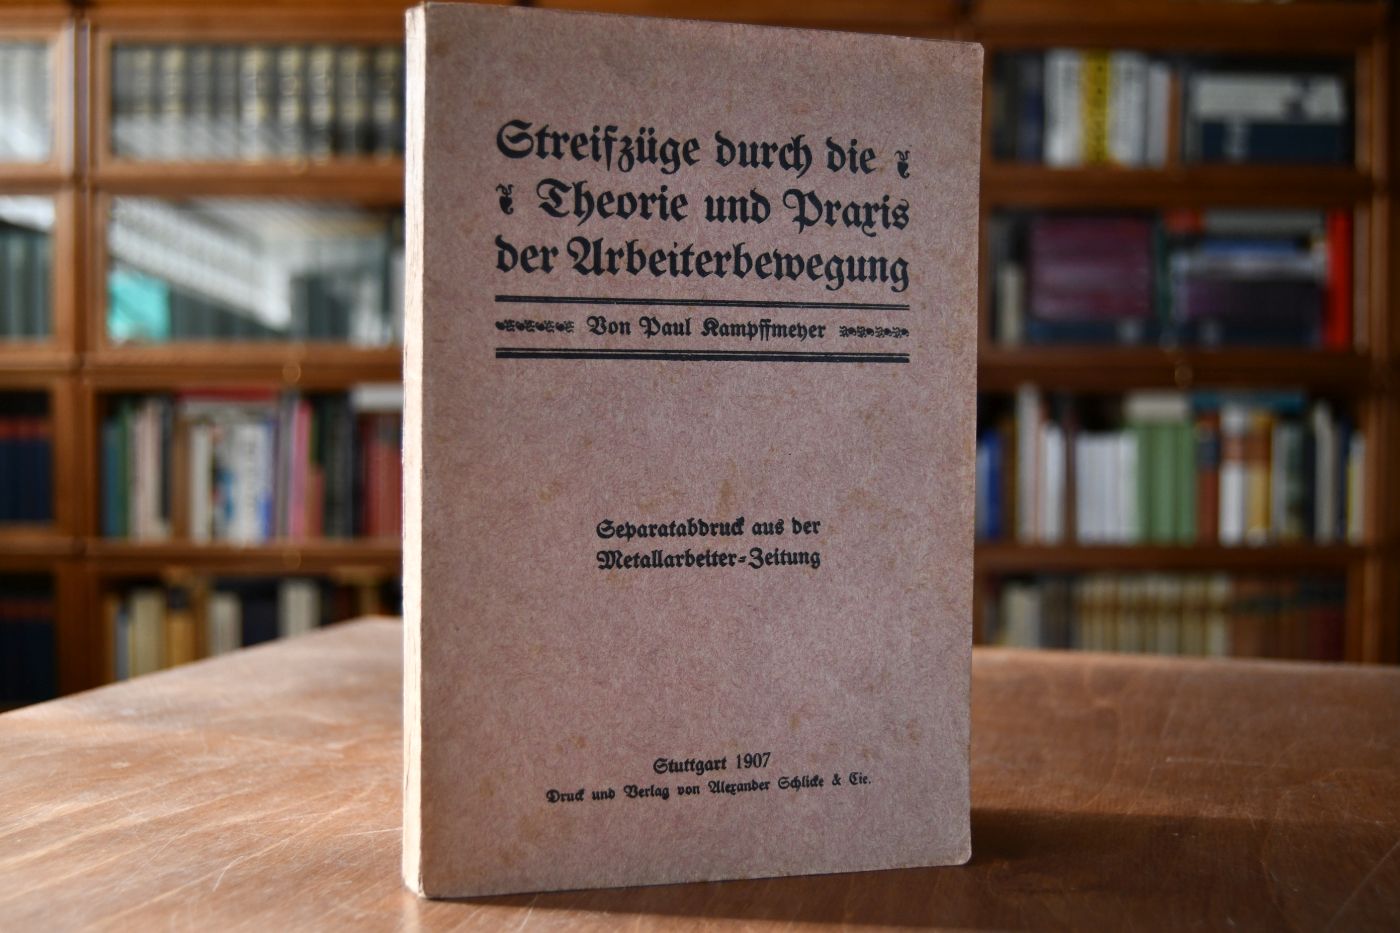 Streifzüge durch die
Theorie und Praxis
der Arbeiterbewegung
Von Paul Kampffmeyer
Separatabdruck aus der
Metallarbeiter-Zeitung
Stuttgart 1907
Druck und Verlag von Alexander Schlicke & Cie.